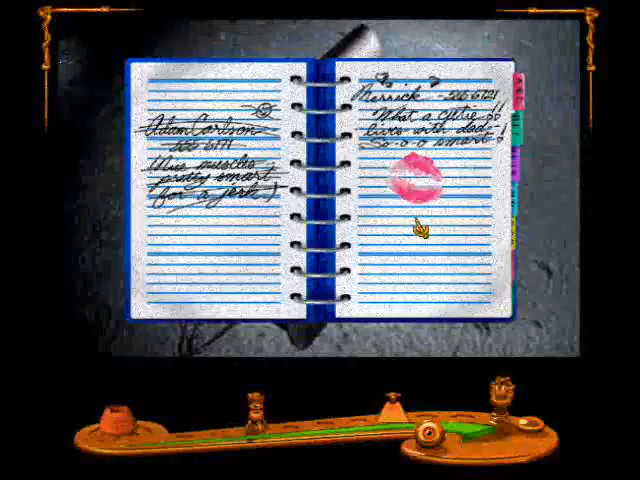 Adam Carlson
555-6171
muscles
pretty smart
for a jerk!
Merrick - 555-6721
What a cutie!!
lives with dad-
So-o-o smart!